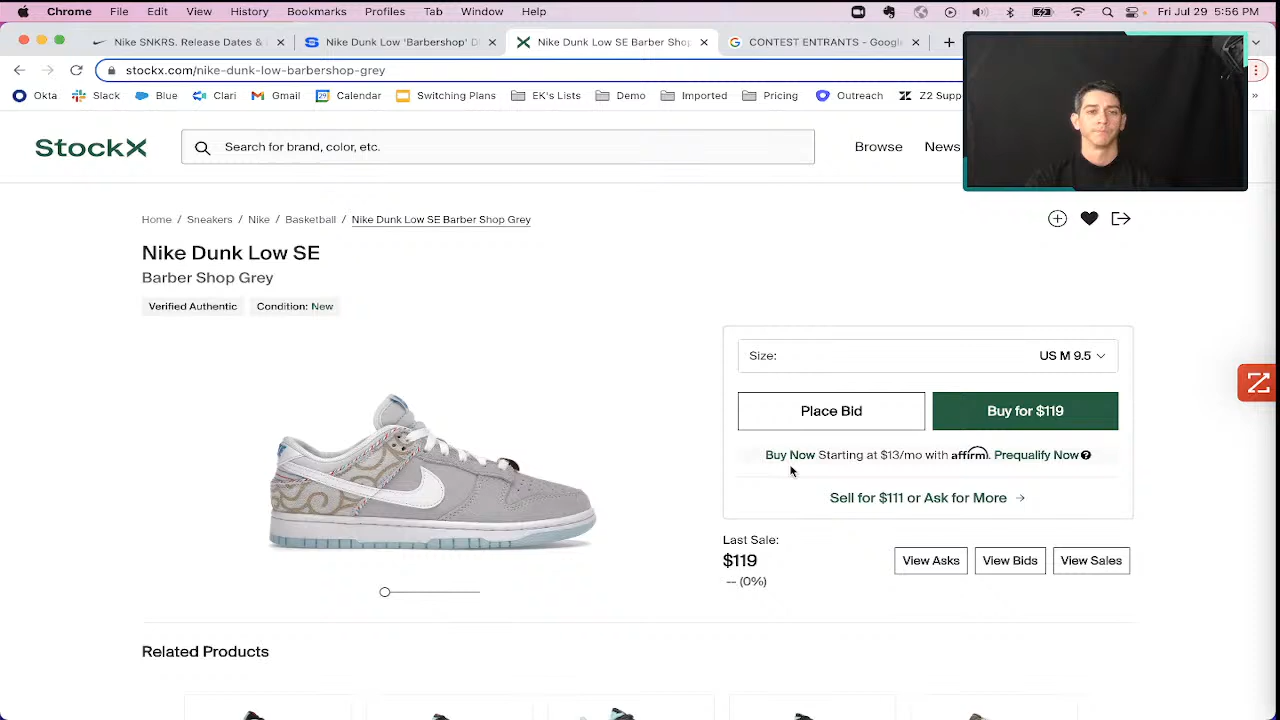 Chrome File Edit View History Bookmarks Profiles Tab Window Help Fri Jul 29 5:56 PM
Nike SNKRS. Release Dates & Nike Dunk Low 'Barbershop' D Nike Dunk Low SE Barber Shop CONTEST ENTRANTS - Google
stockx.com/nike-dunk-low-barbershop-grey
Okta Slack Blue Clari Gmail Calendar Switching Plans EK's Lists Demo Imported Pricing Outreach Z2 Supp
StockX Search for brand, color, etc. Browse News
Home / Sneakers / Nike / Basketball / Nike Dunk Low SE Barber Shop Grey
Nike Dunk Low SE
Barber Shop Grey
Verified Authentic Condition: New
Size: US M 9.5
Place Bid Buy for $119
Buy Now Starting at $13/mo with affirm. Prequalify Now
Sell for $111 or Ask for More
Last Sale:
$119 View Asks View Bids View Sales
-- (0%)
Related Products